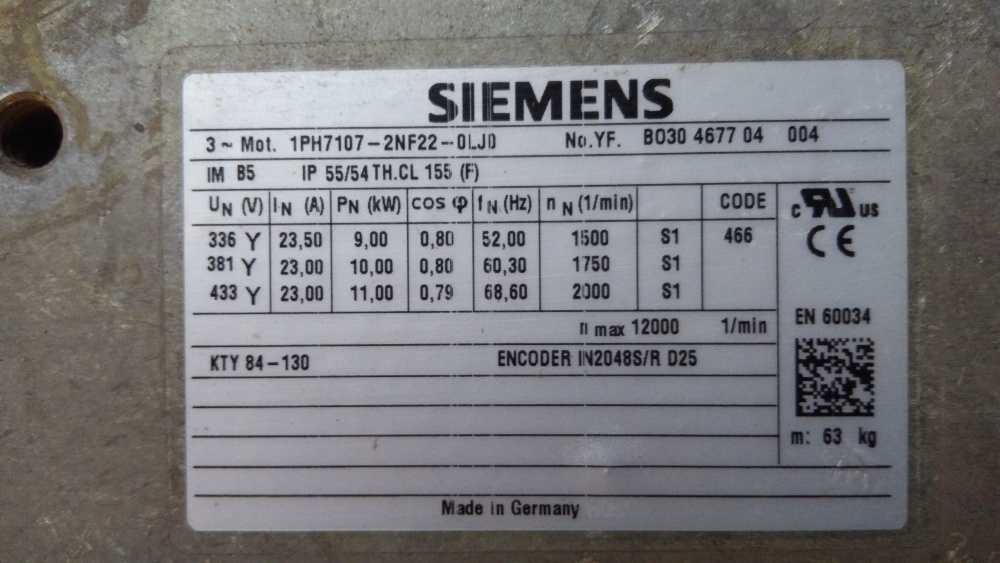 SIEMENS
3 ~ Mot. 1PH7107-2NF22-0LJ0 No.YF. B030 4677 04 004
IM B5 IP 55/54 TH.CL 155 (F)
UN (V) IN (A) PN (kW) cos φ fN (Hz) nN (1/min) CODE
336 Y 23,50 9,00 0,80 52,00 1500 S1 466
381 Y 23,00 10,00 0,80 60,30 1750 S1
433 Y 23,00 11,00 0,79 68,60 2000 S1
c RU US
CE
EN 60034
n max 12000 1/min
KTY 84-130 ENCODER IN2048S/R D25
m: 63 kg
Made in Germany